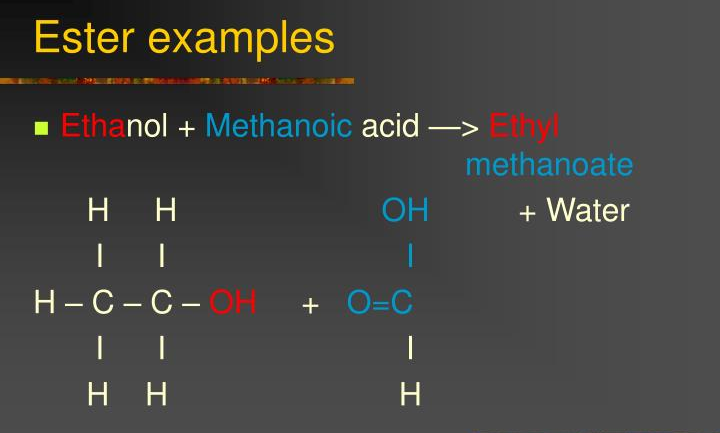 Ester examples
Ethanol + Methanoic acid —> Ethyl
methanoate
H H OH + Water
I I I
H – C – C – OH + O=C
I I I
H H H